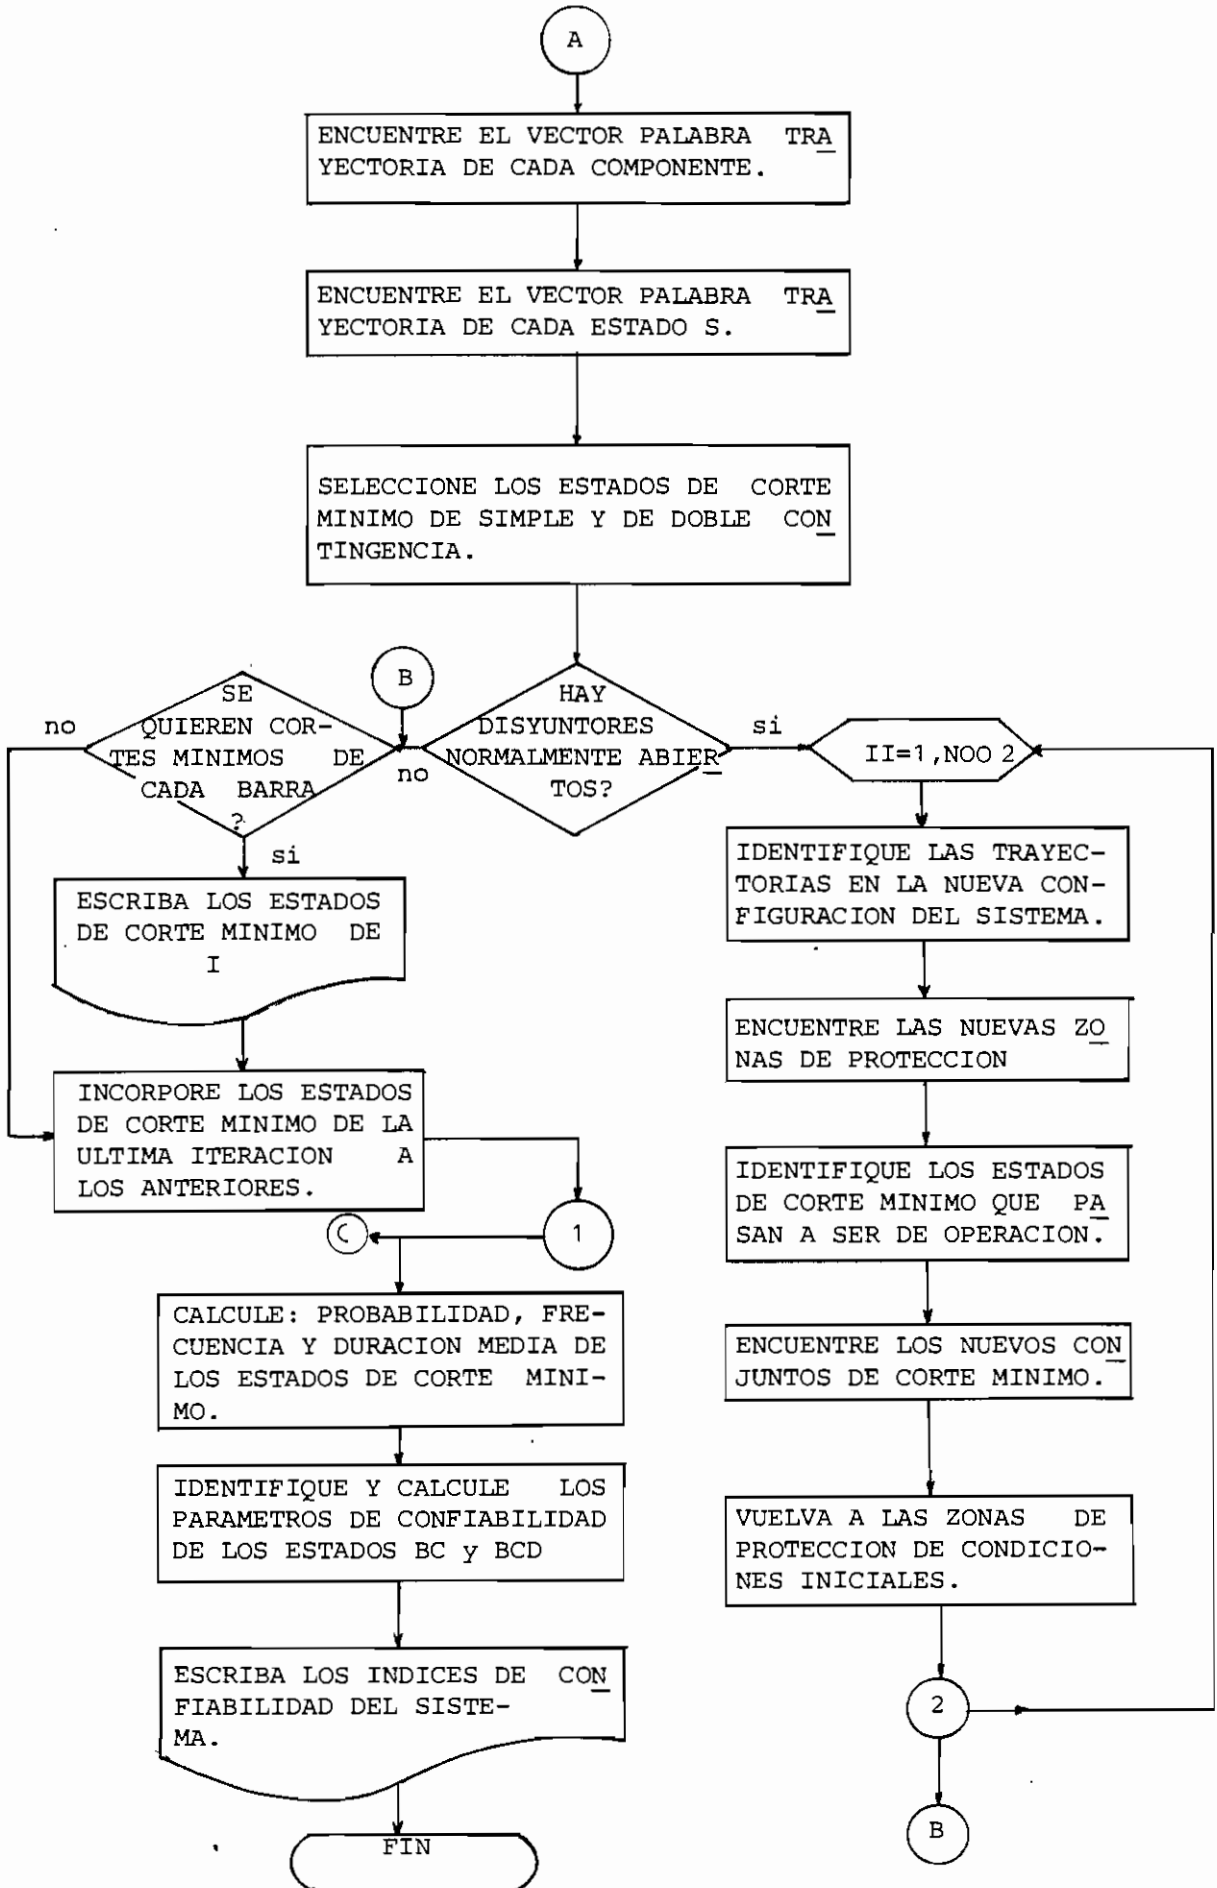 A
ENCUENTRE EL VECTOR PALABRA TRA
YECTORIA DE CADA COMPONENTE.
ENCUENTRE EL VECTOR PALABRA TRA
YECTORIA DE CADA ESTADO S.
SELECCIONE LOS ESTADOS DE CORTE
MINIMO DE SIMPLE Y DE DOBLE CON
TINGENCIA.
HAY
DISYUNTORES
NORMALMENTE ABIER
TOS?
no
si
B
SE
QUIEREN COR-
TES MINIMOS DE
CADA BARRA
?
no
si
ESCRIBA LOS ESTADOS
DE CORTE MINIMO DE
I
INCORPORE LOS ESTADOS
DE CORTE MINIMO DE LA
ULTIMA ITERACION A
LOS ANTERIORES.
1
C
CALCULE: PROBABILIDAD, FRE-
CUENCIA Y DURACION MEDIA DE
LOS ESTADOS DE CORTE MINI-
MO.
IDENTIFIQUE Y CALCULE LOS
PARAMETROS DE CONFIABILIDAD
DE LOS ESTADOS BC y BCD
ESCRIBA LOS INDICES DE CON
FIABILIDAD DEL SISTE-
MA.
FIN
II=1,NOO 2
IDENTIFIQUE LAS TRAYEC-
TORIAS EN LA NUEVA CON-
FIGURACION DEL SISTEMA.
ENCUENTRE LAS NUEVAS ZO
NAS DE PROTECCION
IDENTIFIQUE LOS ESTADOS
DE CORTE MINIMO QUE PA
SAN A SER DE OPERACION.
ENCUENTRE LOS NUEVOS CON
JUNTOS DE CORTE MINIMO.
VUELVA A LAS ZONAS DE
PROTECCION DE CONDICIO-
NES INICIALES.
2
B